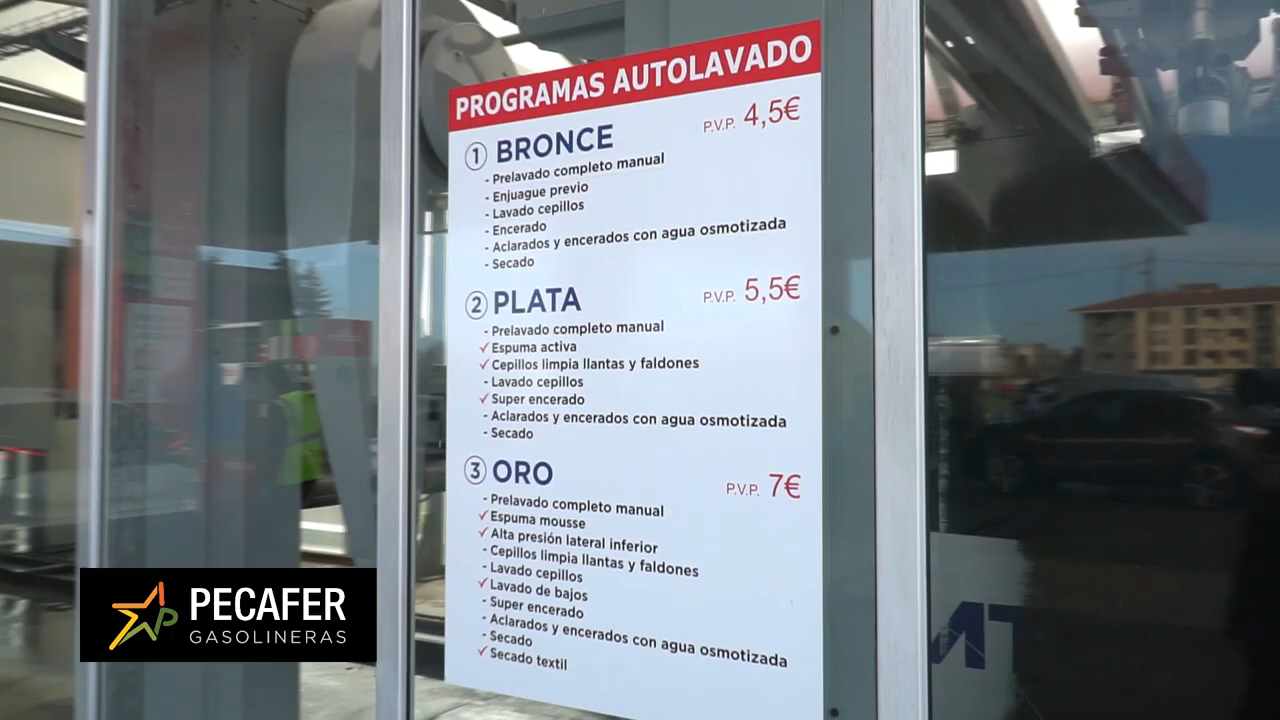 PROGRAMAS AUTOLAVADO
1 BRONCE P.V.P. 4,5€
- Prelavado completo manual
- Enjuague previo
- Lavado cepillos
- Encerado
- Aclarados y encerados con agua osmotizada
- Secado
2 PLATA P.V.P. 5,5€
- Prelavado completo manual
✓ Espuma activa
✓ Cepillos limpia llantas y faldones
- Lavado cepillos
✓ Super encerado
- Aclarados y encerados con agua osmotizada
- Secado
3 ORO P.V.P. 7€
- Prelavado completo manual
✓ Espuma mousse
✓ Alta presión lateral inferior
- Cepillos limpia llantas y faldones
- Lavado cepillos
✓ Lavado de bajos
- Super encerado
- Aclarados y encerados con agua osmotizada
- Secado
✓ Secado textil
PECAFER
GASOLINERAS